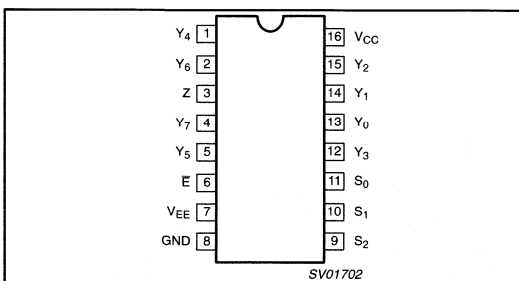 Y4 1 16 VCC
Y6 2 15 Y2
Z 3 14 Y1
Y7 4 13 Y0
Y5 5 12 Y3
E̅ 6 11 S0
VEE 7 10 S1
GND 8 9 S2
SV01702